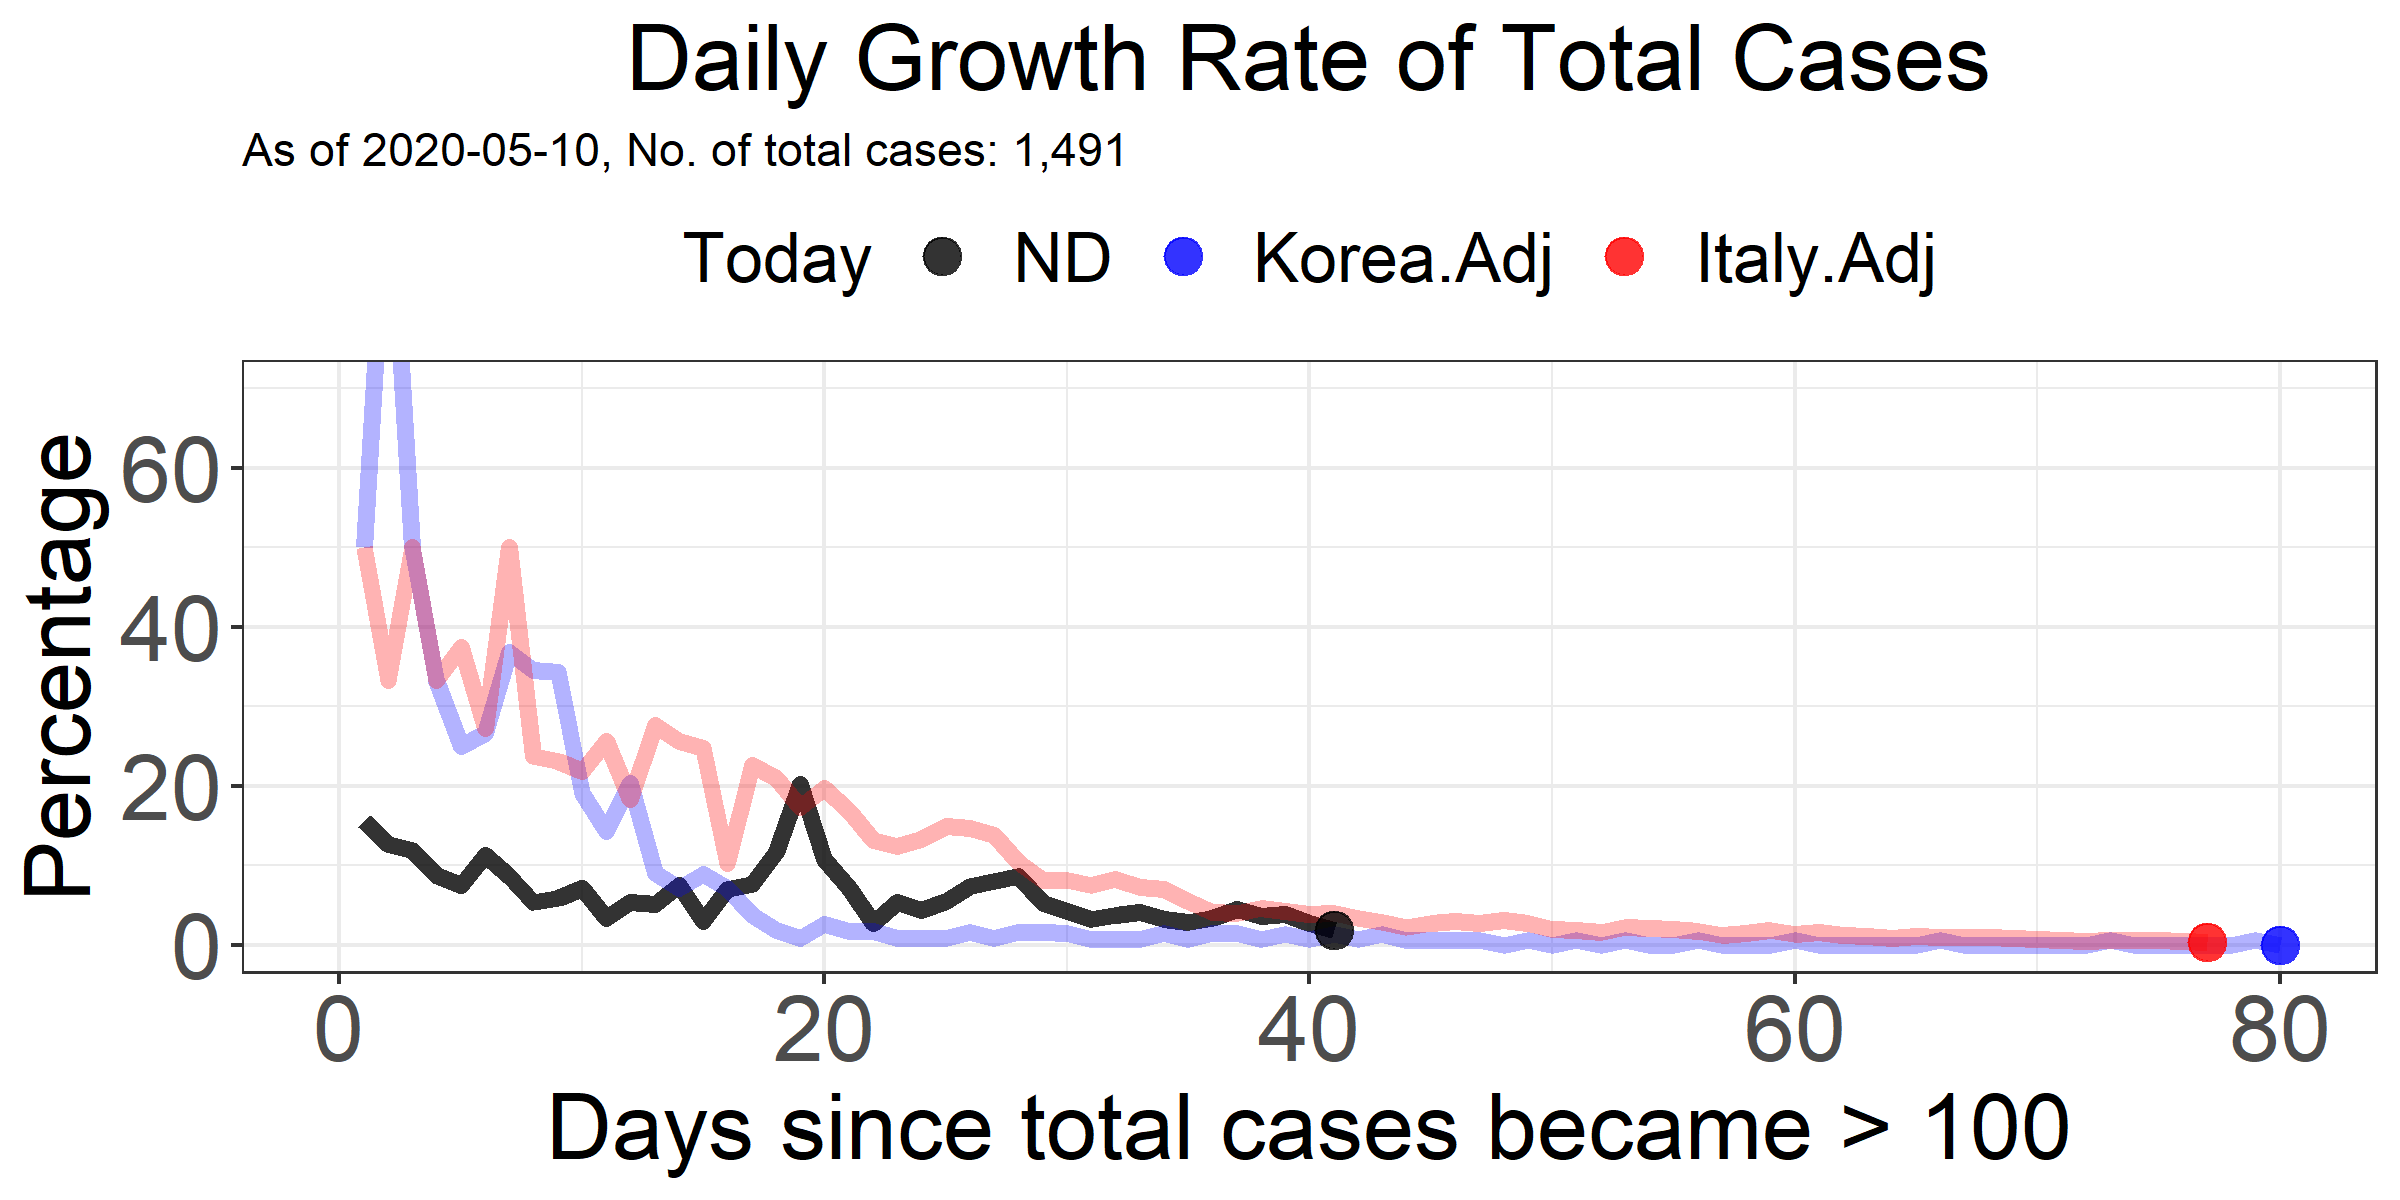 Daily Growth Rate of Total Cases
As of 2020-05-10, No. of total cases: 1,491
Today ND Korea.Adj Italy.Adj
Percentage
60
40
20
0
0 20 40 60 80
Days since total cases became > 100